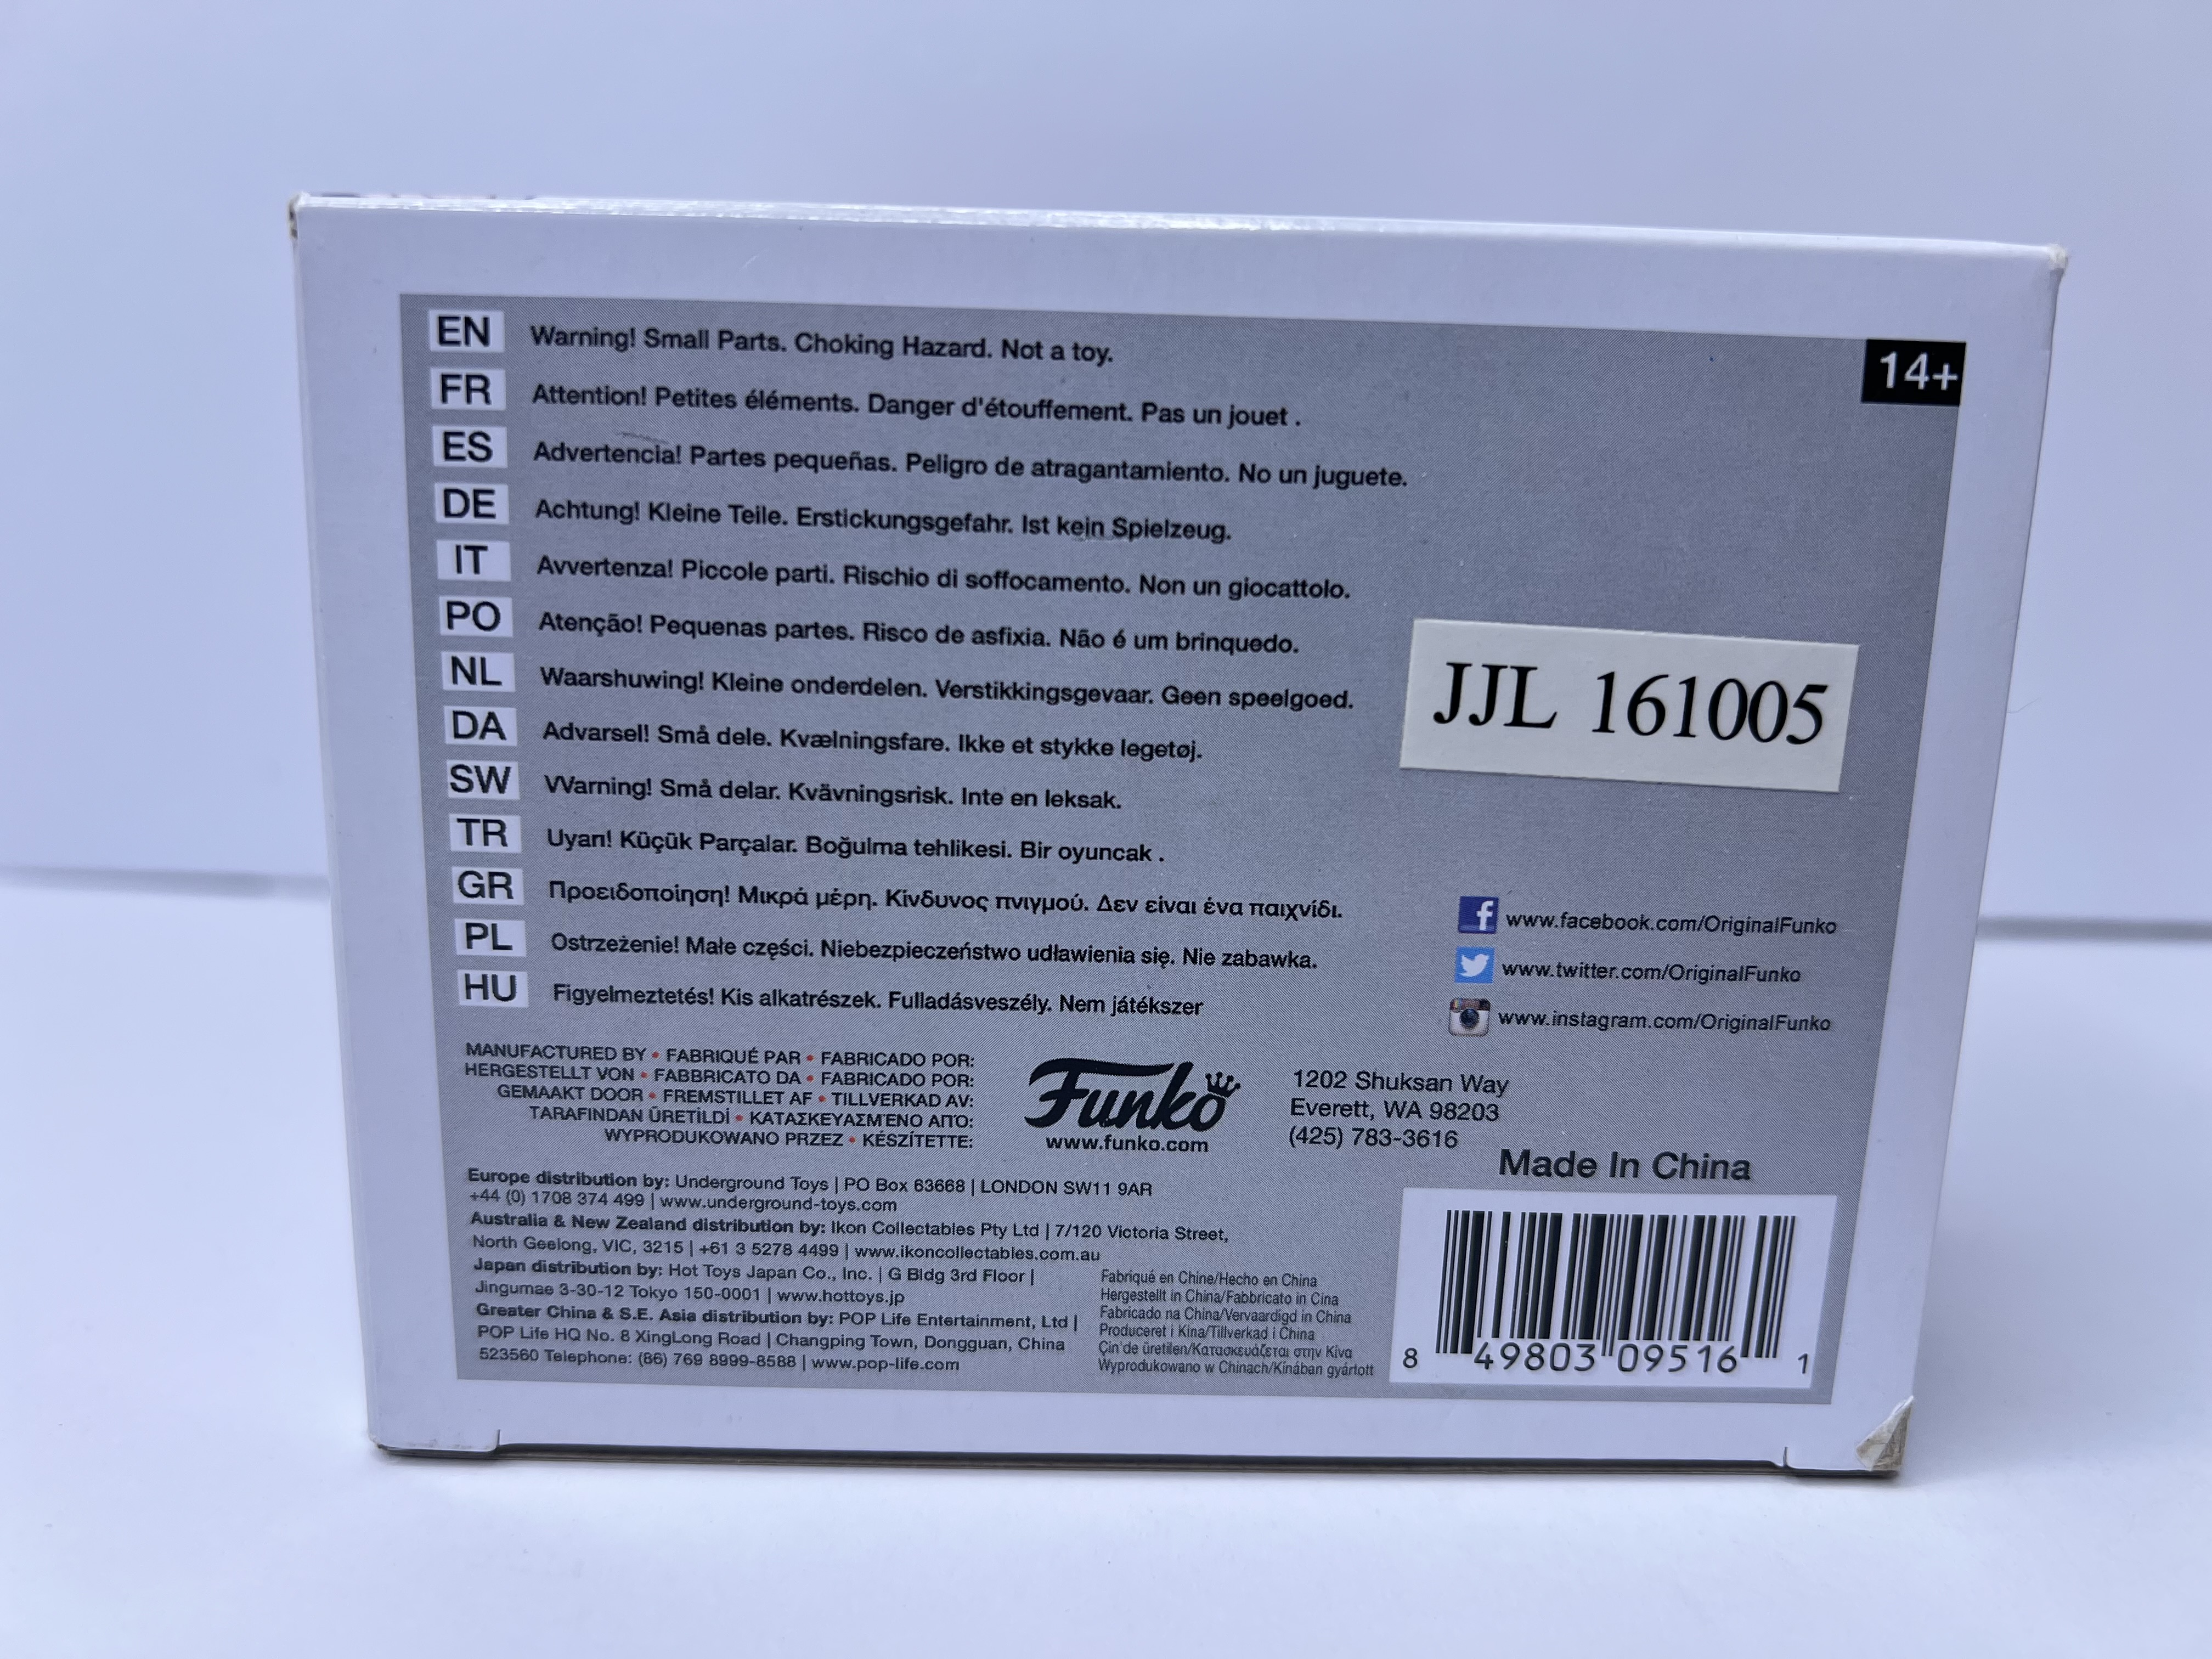 EN Warning! Small Parts. Choking Hazard. Not a toy.
14+
FR Attention! Petites éléments. Danger d'étouffement. Pas un jouet .
ES Advertencia! Partes pequeñas. Peligro de atragantamiento. No un juguete.
DE Achtung! Kleine Teile. Erstickungsgefahr. Ist kein Spielzeug.
IT Avvertenza! Piccole parti. Rischio di soffocamento. Non un giocattolo.
PO Atenção! Pequenas partes. Risco de asfixia. Não é um brinquedo.
NL Waarshuwing! Kleine onderdelen. Verstikkingsgevaar. Geen speelgoed.
JJL 161005
DA Advarsel! Små dele. Kvælningsfare. Ikke et stykke legetøj.
SW Warning! Små delar. Kvävningsrisk. Inte en leksak.
TR Uyarı! Küçük Parçalar. Boğulma tehlikesi. Bir oyuncak .
GR Προειδοποίηση! Μικρά μέρη. Κίνδυνος πνιγμού. Δεν είναι ένα παιχνίδι.
PL Ostrzeżenie! Małe części. Niebezpieczeństwo udławienia się. Nie zabawka.
HU Figyelmeztetés! Kis alkatrészek. Fulladásveszély. Nem játékszer
www.facebook.com/OriginalFunko
www.twitter.com/OriginalFunko
www.instagram.com/OriginalFunko
MANUFACTURED BY • FABRIQUÉ PAR • FABRICADO POR:
HERGESTELLT VON • FABBRICATO DA • FABRICADO POR:
GEMAAKT DOOR • FREMSTILLET AF • TILLVERKAD AV:
TARAFINDAN ÜRETİLDİ • ΚΑΤΑΣΚΕΥΑΣΜΈΝΟ ΑΠΌ:
WYPRODUKOWANO PRZEZ • KÉSZÍTETTE:
Funko
www.funko.com
1202 Shuksan Way
Everett, WA 98203
(425) 783-3616
Made In China
Europe distribution by: Underground Toys | PO Box 63668 | LONDON SW11 9AR
+44 (0) 1708 374 499 | www.underground-toys.com
Australia & New Zealand distribution by: Ikon Collectables Pty Ltd | 7/120 Victoria Street,
North Geelong, VIC, 3215 | +61 3 5278 4499 | www.ikoncollectables.com.au
Japan distribution by: Hot Toys Japan Co., Inc. | G Bldg 3rd Floor |
Jingumae 3-30-12 Tokyo 150-0001 | www.hottoys.jp
Greater China & S.E. Asia distribution by: POP Life Entertainment, Ltd |
POP Life HQ No. 8 XingLong Road | Changping Town, Dongguan, China
523560 Telephone: (86) 769 8999-8588 | www.pop-life.com
Fabriqué en Chine/Hecho en China
Hergestellt in China/Fabbricato in Cina
Fabricado na China/Vervaardigd in China
Produceret i Kina/Tillverkad i China
Çin'de üretilen/Κατασκευάζεται στην Κίνα
Wyprodukowano w Chinach/Kínában gyártott
8 49803 09516 1